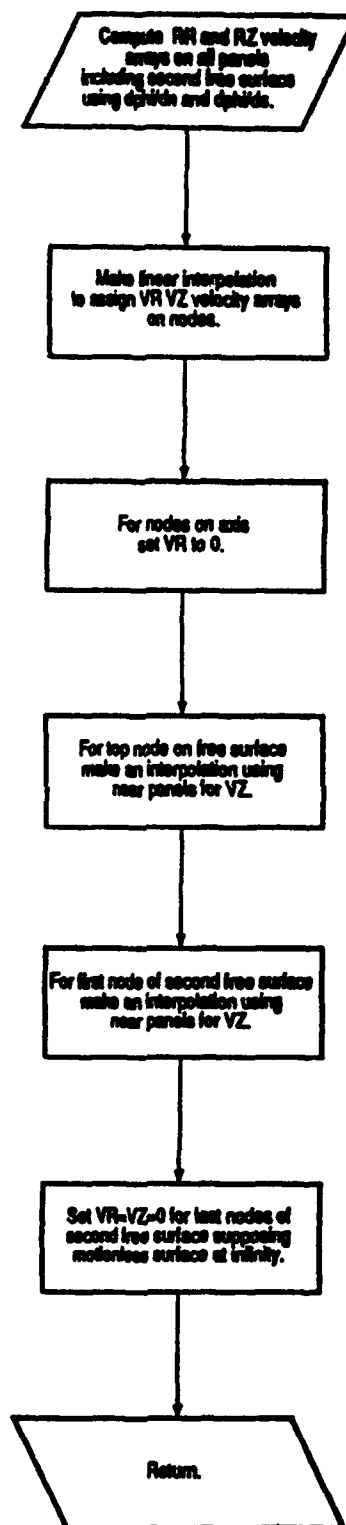 Compute RR and RZ velocity
arrays on all panels
including second free surface
using dphi/dn and dphi/ds.
Make linear interpolation
to assign VR VZ velocity arrays
on nodes.
For nodes on axis
set VR to 0.
For top node on free surface
make an interpolation using
near panels for VZ.
For first node of second free surface
make an interpolation using
near panels for VZ.
Set VR=VZ=0 for last nodes of
second free surface supposing
motionless surface at infinity.
Return.